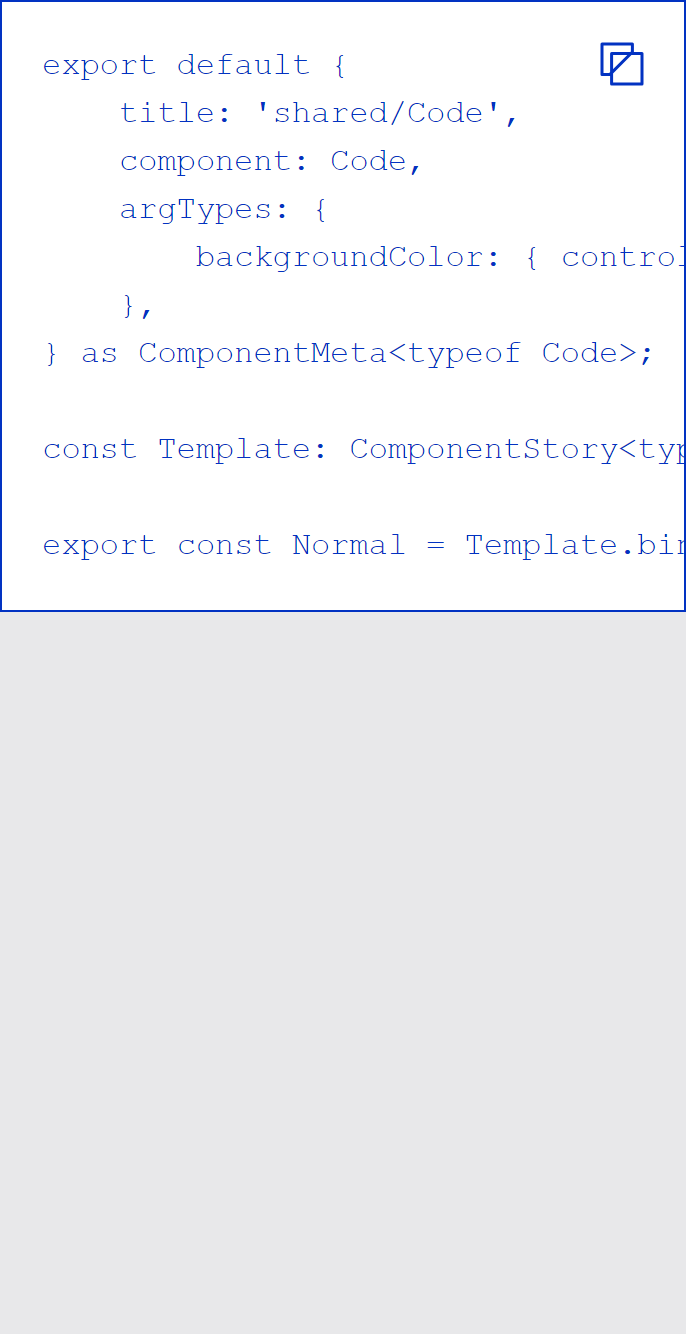 export default {
    title: 'shared/Code',
    component: Code,
    argTypes: {
        backgroundColor: { control
    },
} as ComponentMeta<typeof Code>;
const Template: ComponentStory<typ
export const Normal = Template.bin